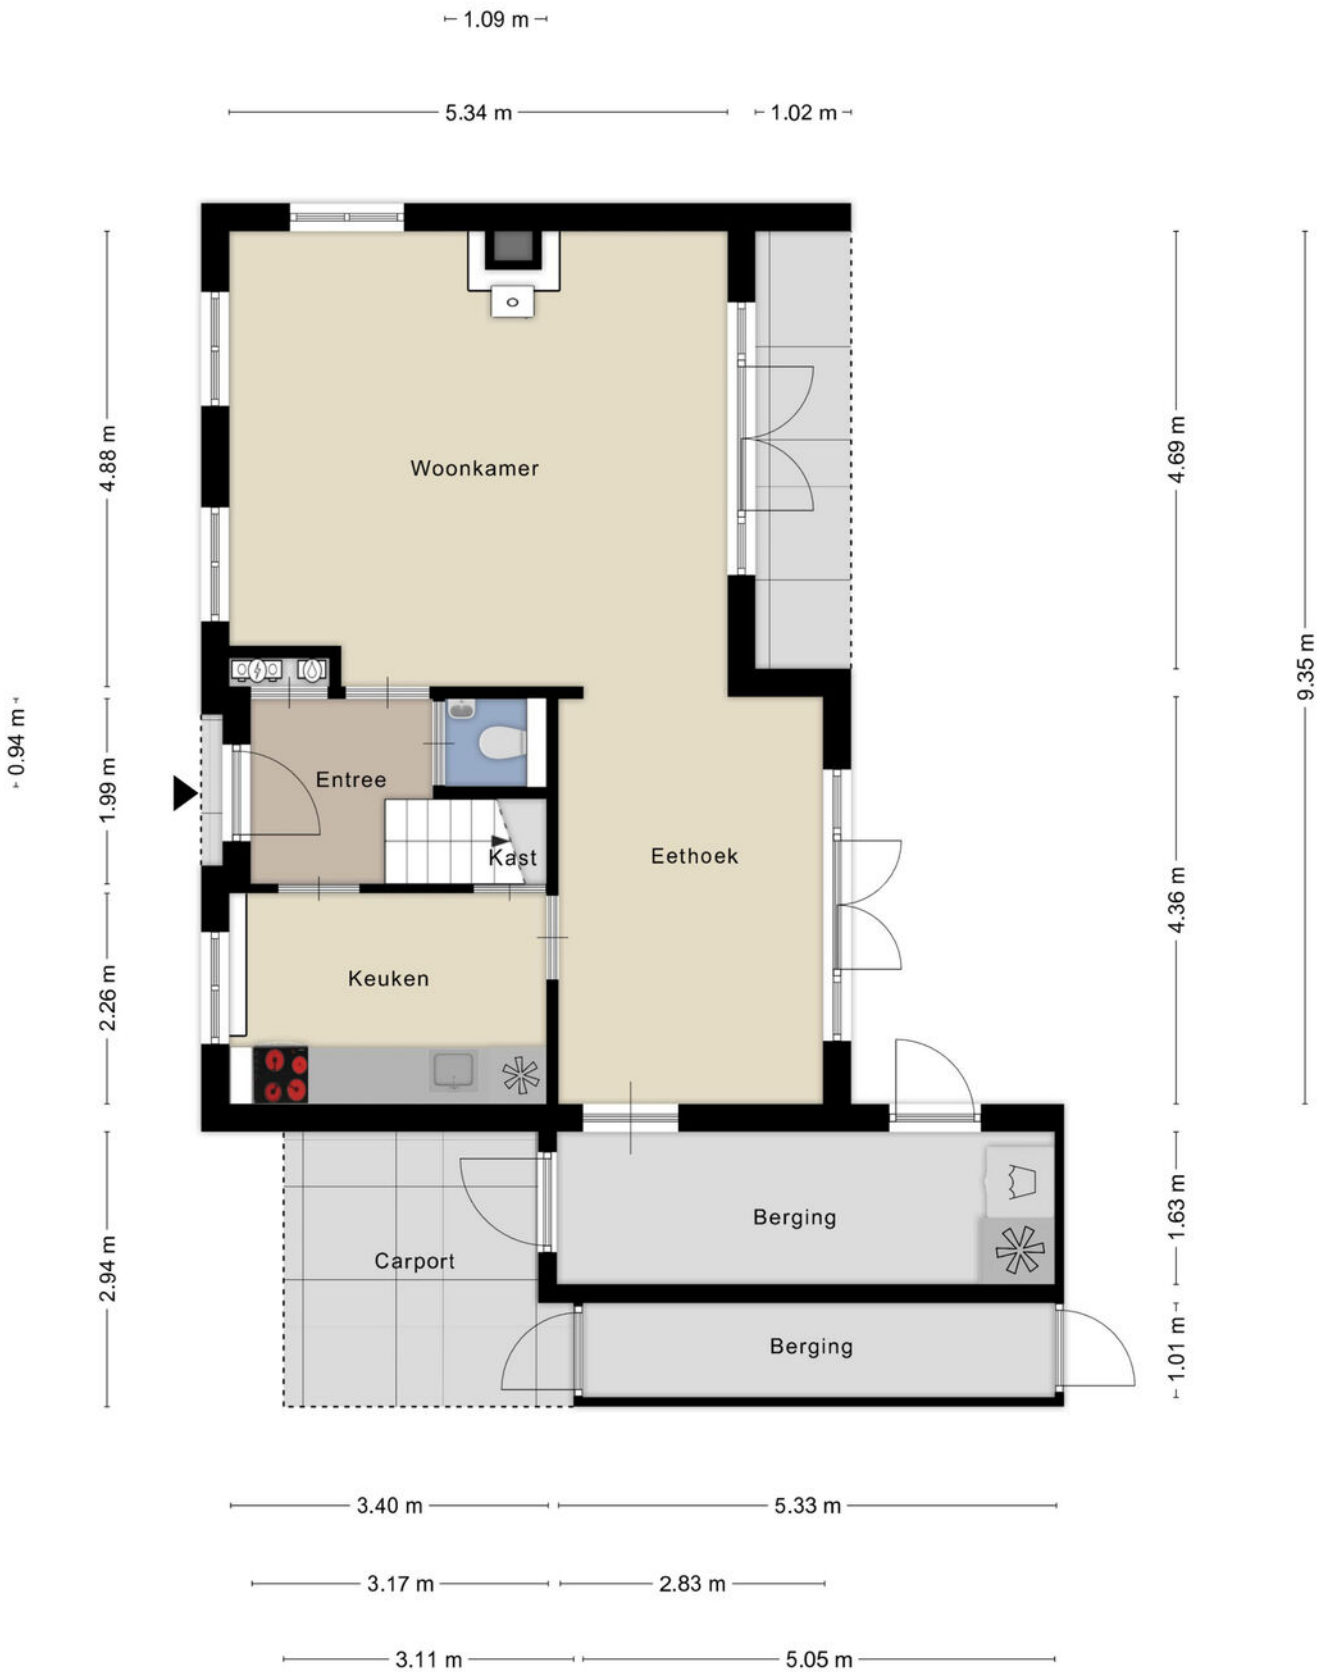 1.09 m
5.34 m
1.02 m
4.88 m
4.69 m
Woonkamer
9.35 m
0.94 m
1.99 m
Entree
Kast
Eethoek
4.36 m
2.26 m
Keuken
2.94 m
Carport
Berging
1.63 m
Berging
1.01 m
3.40 m
5.33 m
3.17 m
2.83 m
3.11 m
5.05 m